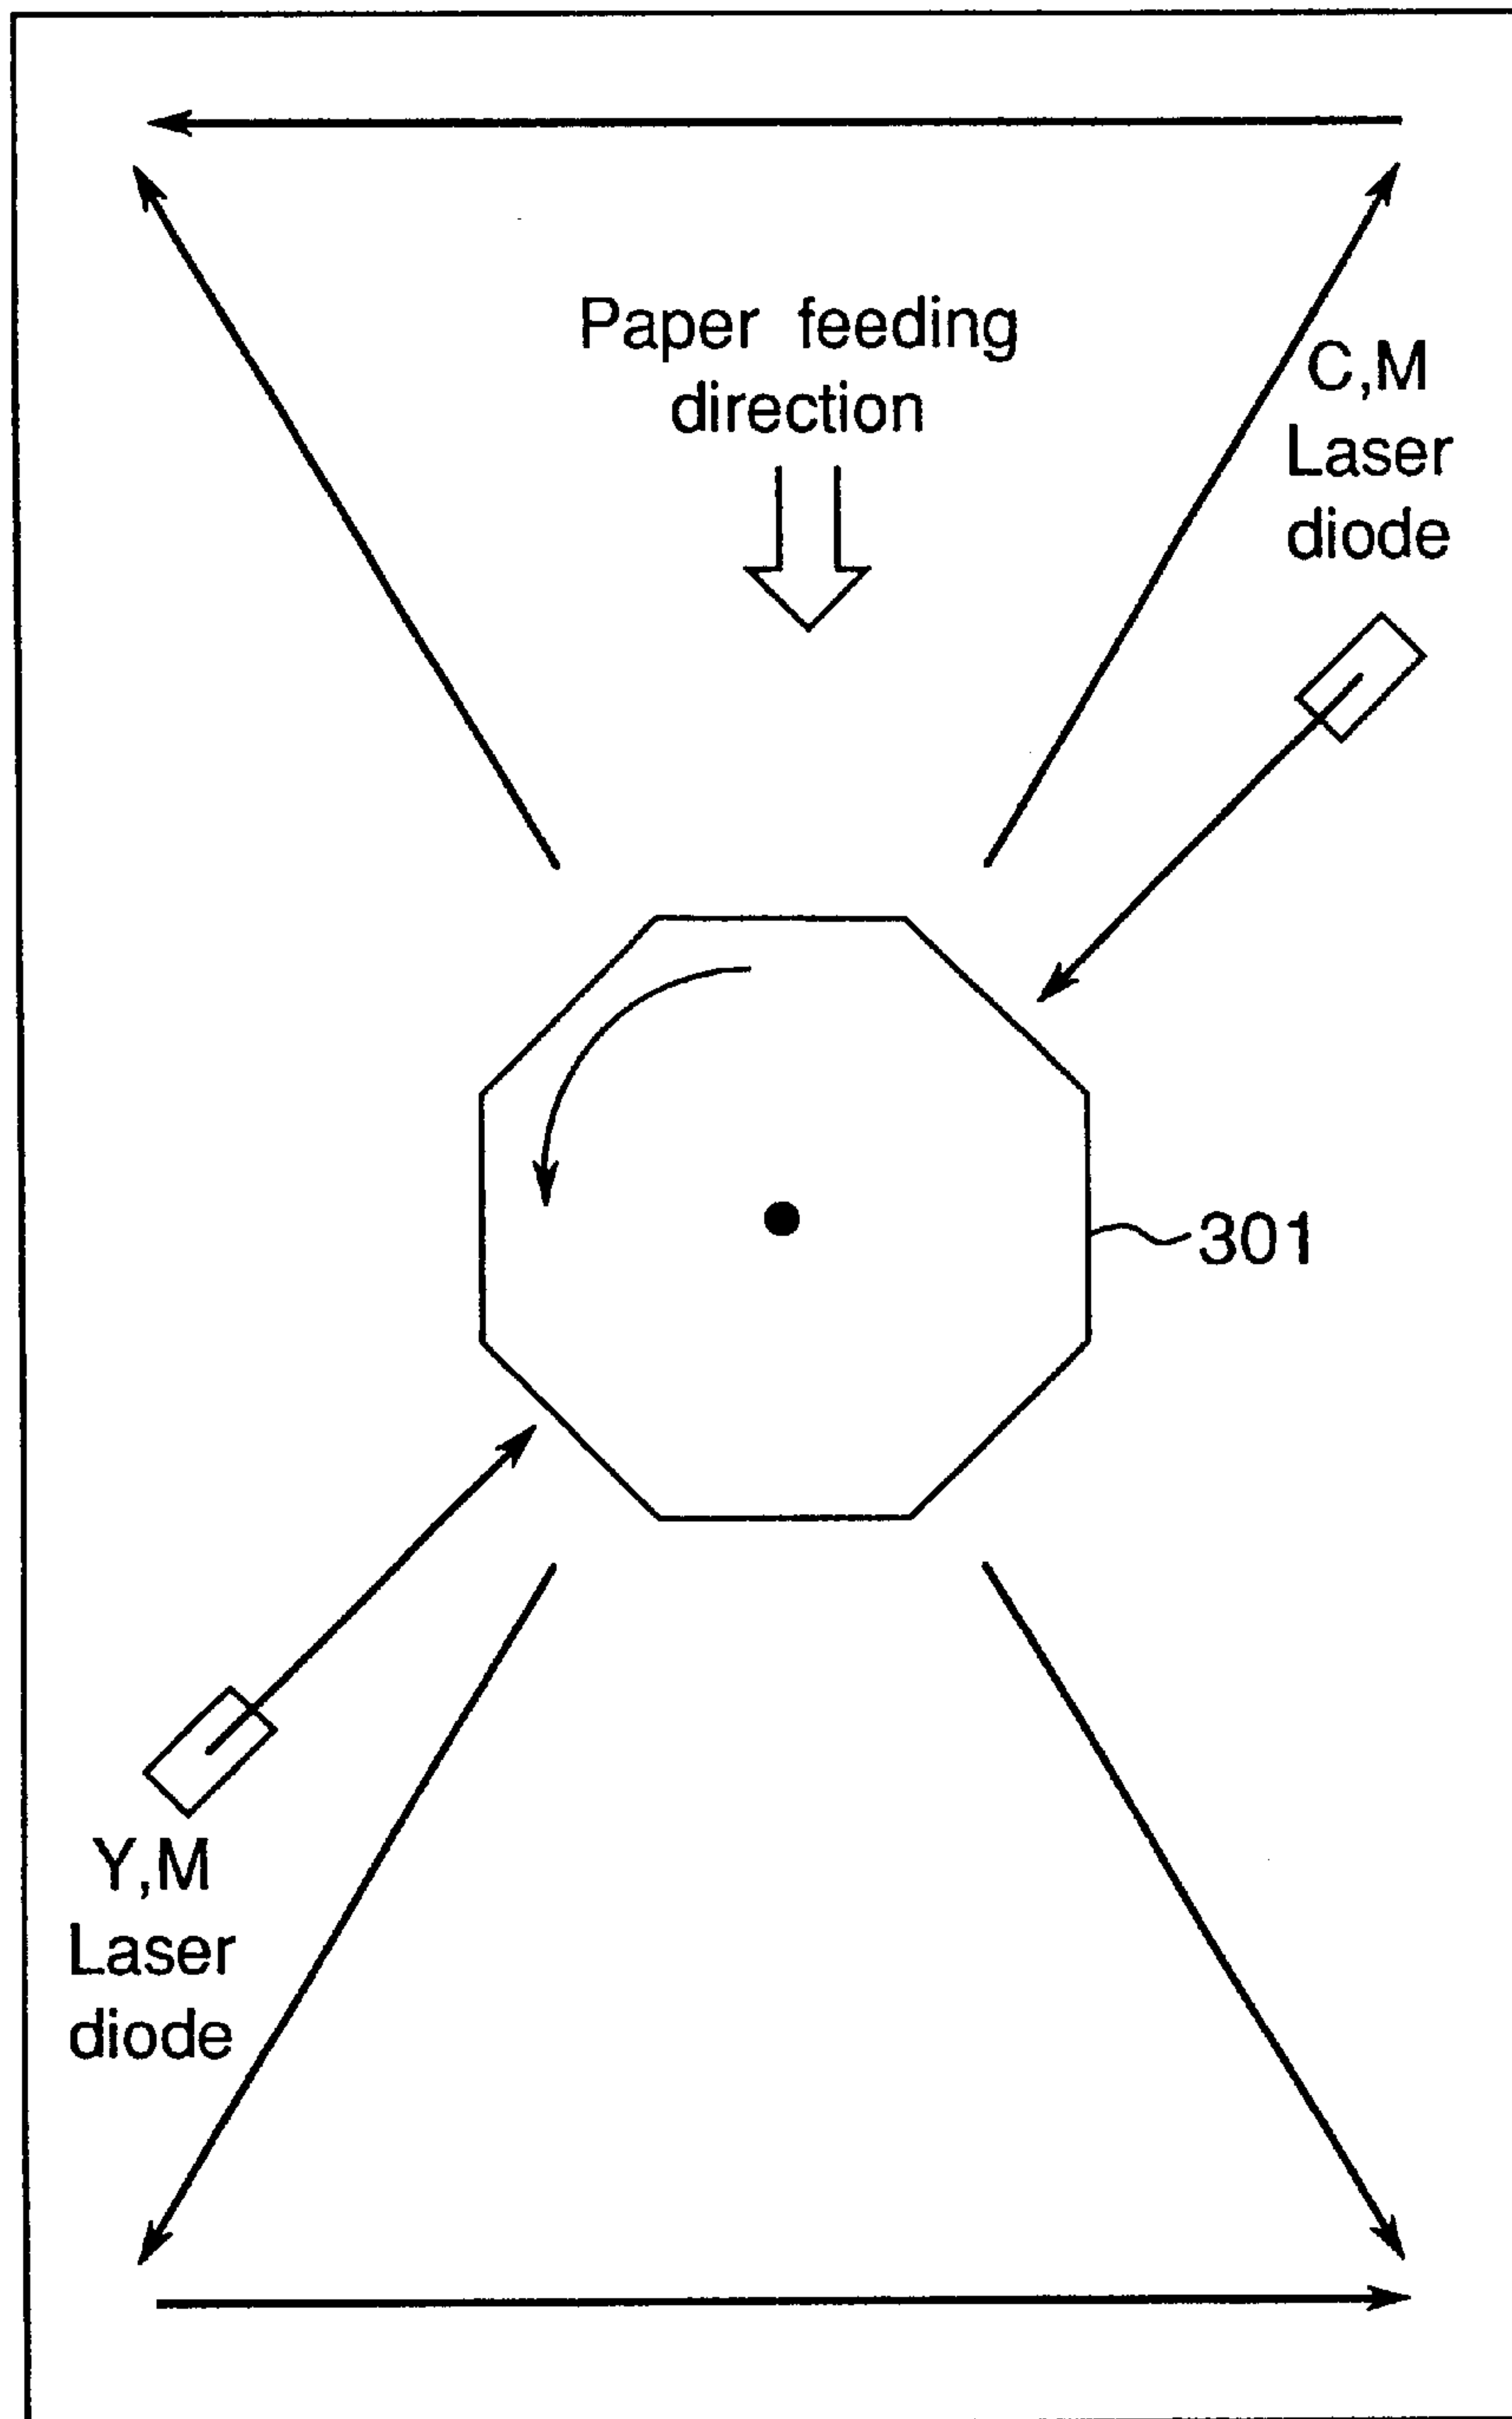 Paper feeding
direction
C,M
Laser
diode
301
Y,M
Laser
diode